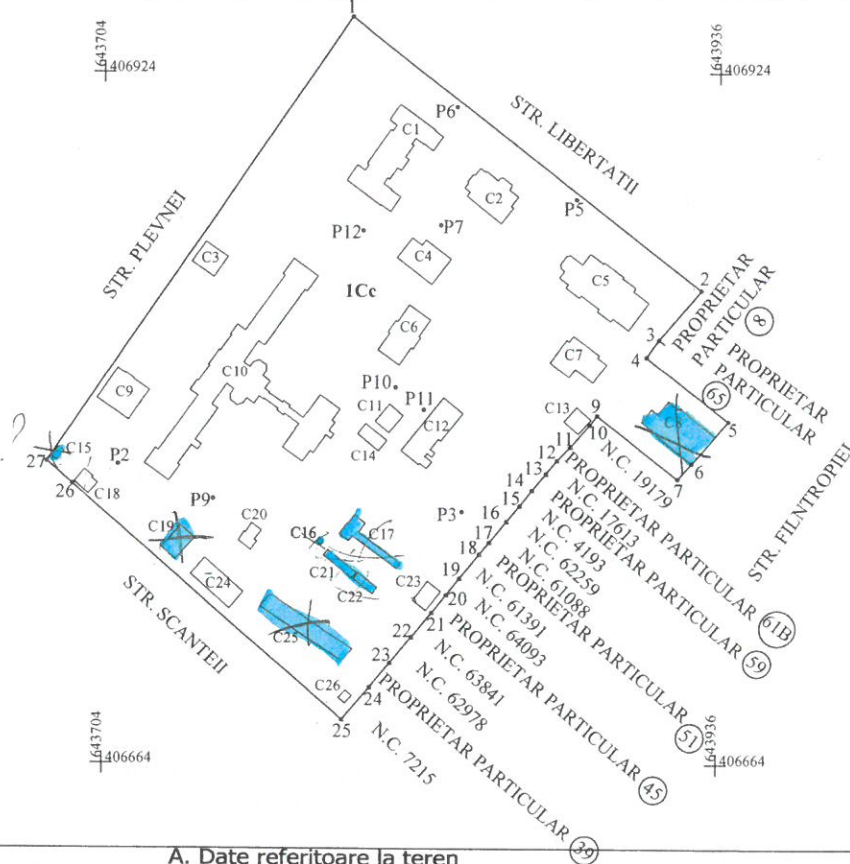 1
643704
406924
643936
406924
P6
STR. LIBERTATII
C1
C2
P5
P7
P12
C4
C3
STR. PLEVNEI
1Cc
C5
2
PROPRIETAR
PARTICULAR
8
3
4
C6
C7
PROPRIETAR
PARTICULAR
65
C10
C9
P10
P11
C11
C12
C13
9
10
5
C8
C14
11
6
7
C15
27
P2
26
C18
12
13
14
15
16
17
18
19
20
21
22
23
24
25
P9
P3
C19
C20
C16
C17
C21
C22
C23
C24
C25
C26
STR. SCANTEII
STR. FILNTROPIEI
N.C. 19179
PROPRIETAR PARTICULAR
61B
N.C. 17613
PROPRIETAR PARTICULAR
59
N.C. 4193
N.C. 62259
N.C. 61088
PROPRIETAR PARTICULAR
51
N.C. 61391
N.C. 64093
PROPRIETAR PARTICULAR
45
N.C. 63841
N.C. 62978
PROPRIETAR PARTICULAR
39
N.C. 7215
643704
406664
643936
406664
A. Date referitoare la teren